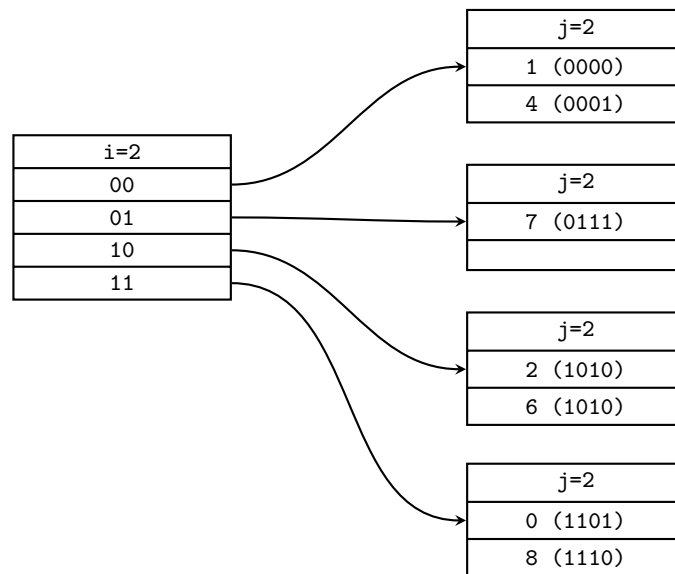 i=2
00
01
10
11
j=2
1 (0000)
4 (0001)
j=2
7 (0111)
j=2
2 (1010)
6 (1010)
j=2
0 (1101)
8 (1110)